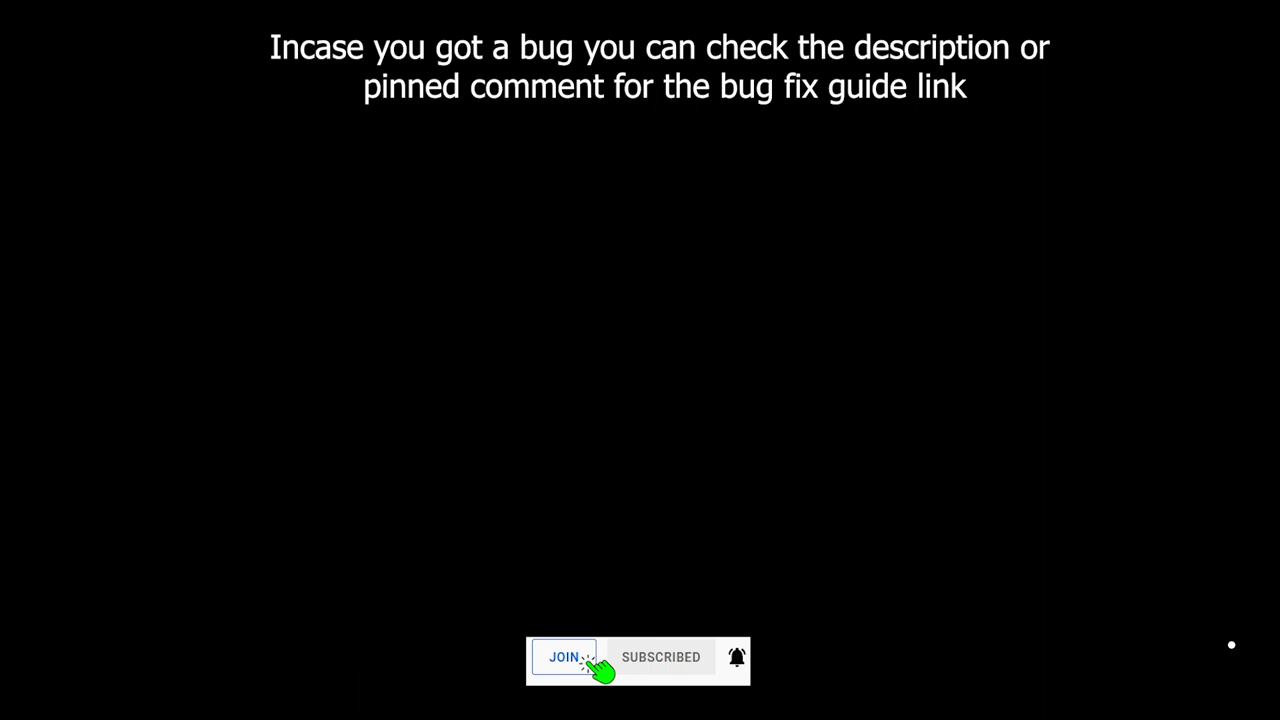 Incase you got a bug you can check the description or
pinned comment for the bug fix guide link
JOIN SUBSCRIBED